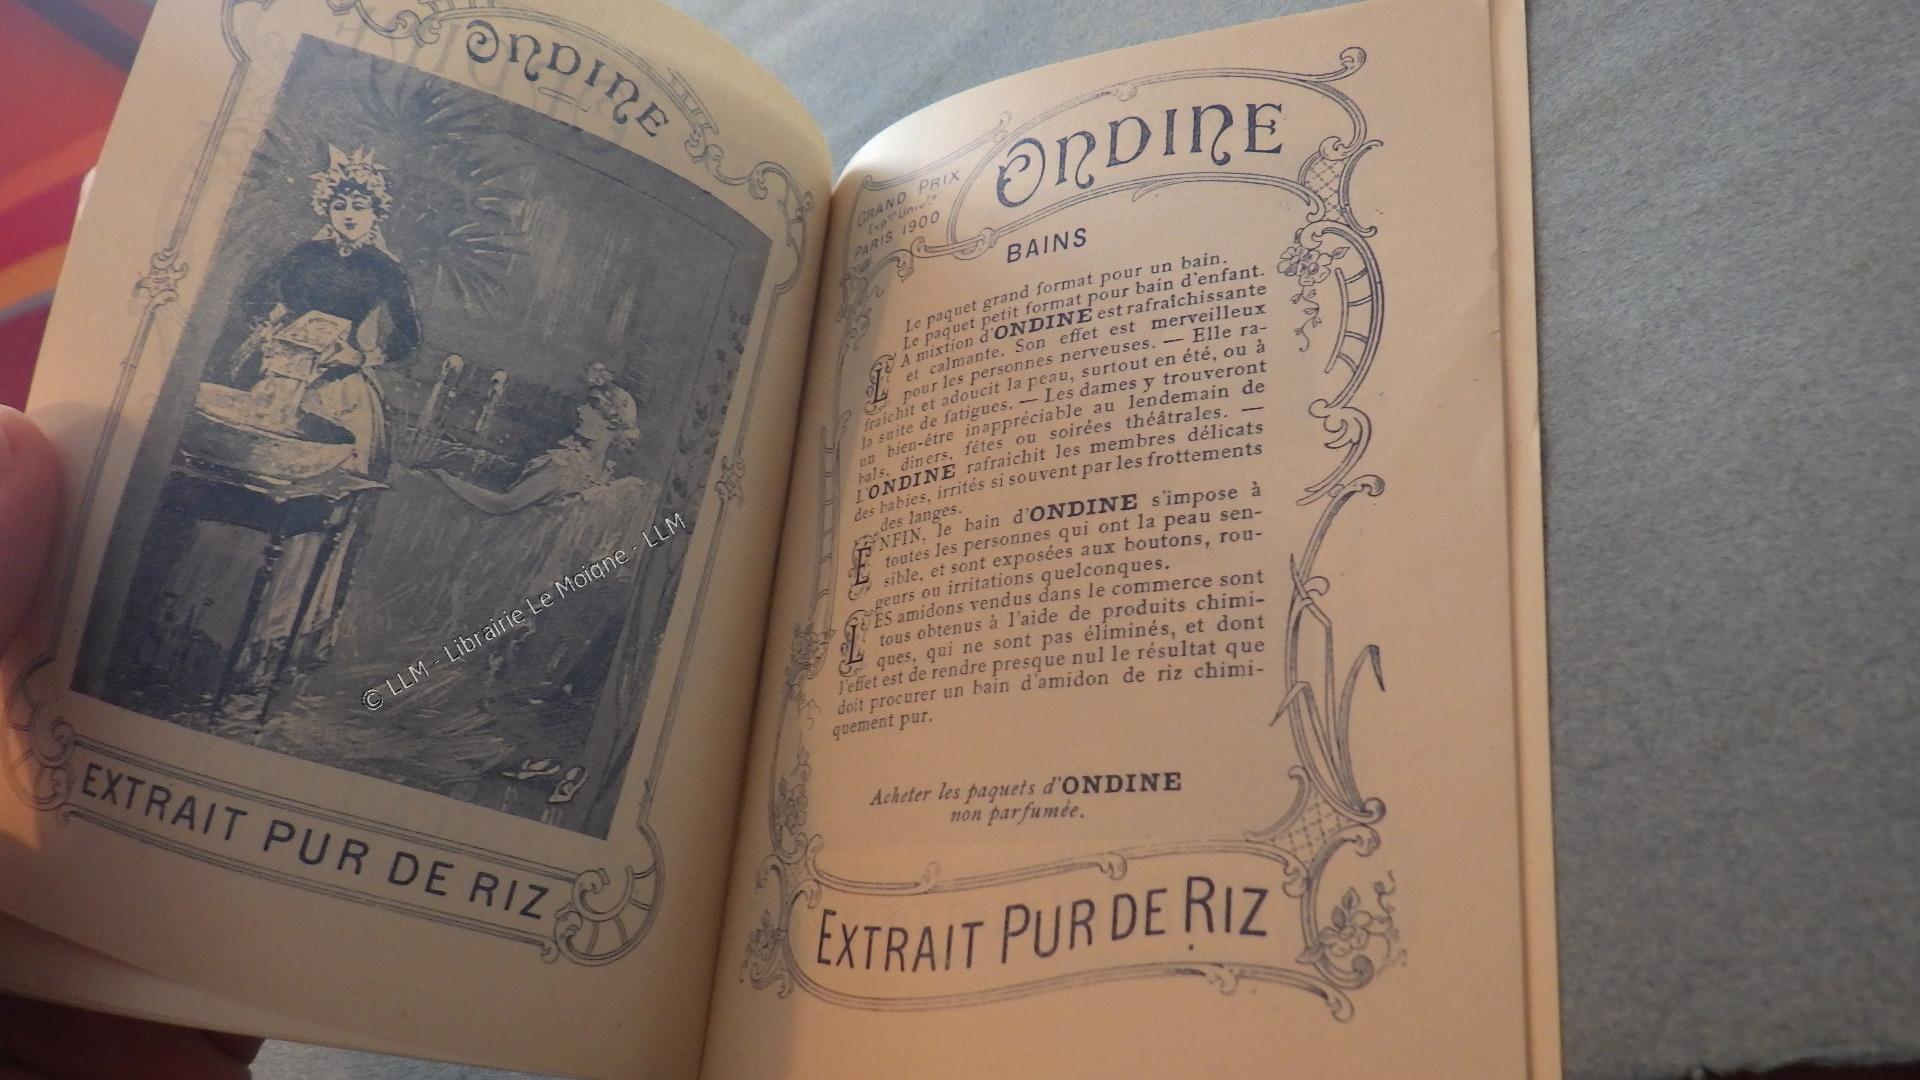 ONDINE
EXTRAIT PUR DE RIZ
© LLM - Librairie Le Moigne - LLM
GRAND PRIX
Expon Univlle
PARIS 1900
ONDINE
BAINS
Le paquet grand format pour un bain.
Le paquet petit format pour bain d'enfant.
LA mixtion d'ONDINE est rafraîchissante
et calmante. Son effet est merveilleux
pour les personnes nerveuses. — Elle ra-
fraîchit et adoucit la peau, surtout en été, ou à
la suite de fatigues. — Les dames y trouveront
un bien-être inappréciable au lendemain de
bals, diners, fêtes ou soirées théâtrales. —
L'ONDINE rafraichit les membres délicats
des babies, irrités si souvent par les frottements
des langes.
ENFIN, le bain d'ONDINE s'impose à
toutes les personnes qui ont la peau sen-
sible, et sont exposées aux boutons, rou-
geurs ou irritations quelconques.
LES amidons vendus dans le commerce sont
tous obtenus à l'aide de produits chimi-
ques, qui ne sont pas éliminés, et dont
l'effet est de rendre presque nul le résultat que
doit procurer un bain d'amidon de riz chimi-
quement pur.
Acheter les paquets d'ONDINE
non parfumée.
EXTRAIT PUR DE RIZ